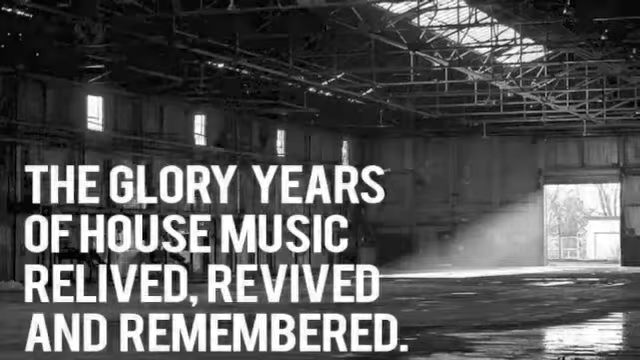 THE GLORY YEARS
OF HOUSE MUSIC
RELIVED, REVIVED
AND REMEMBERED.